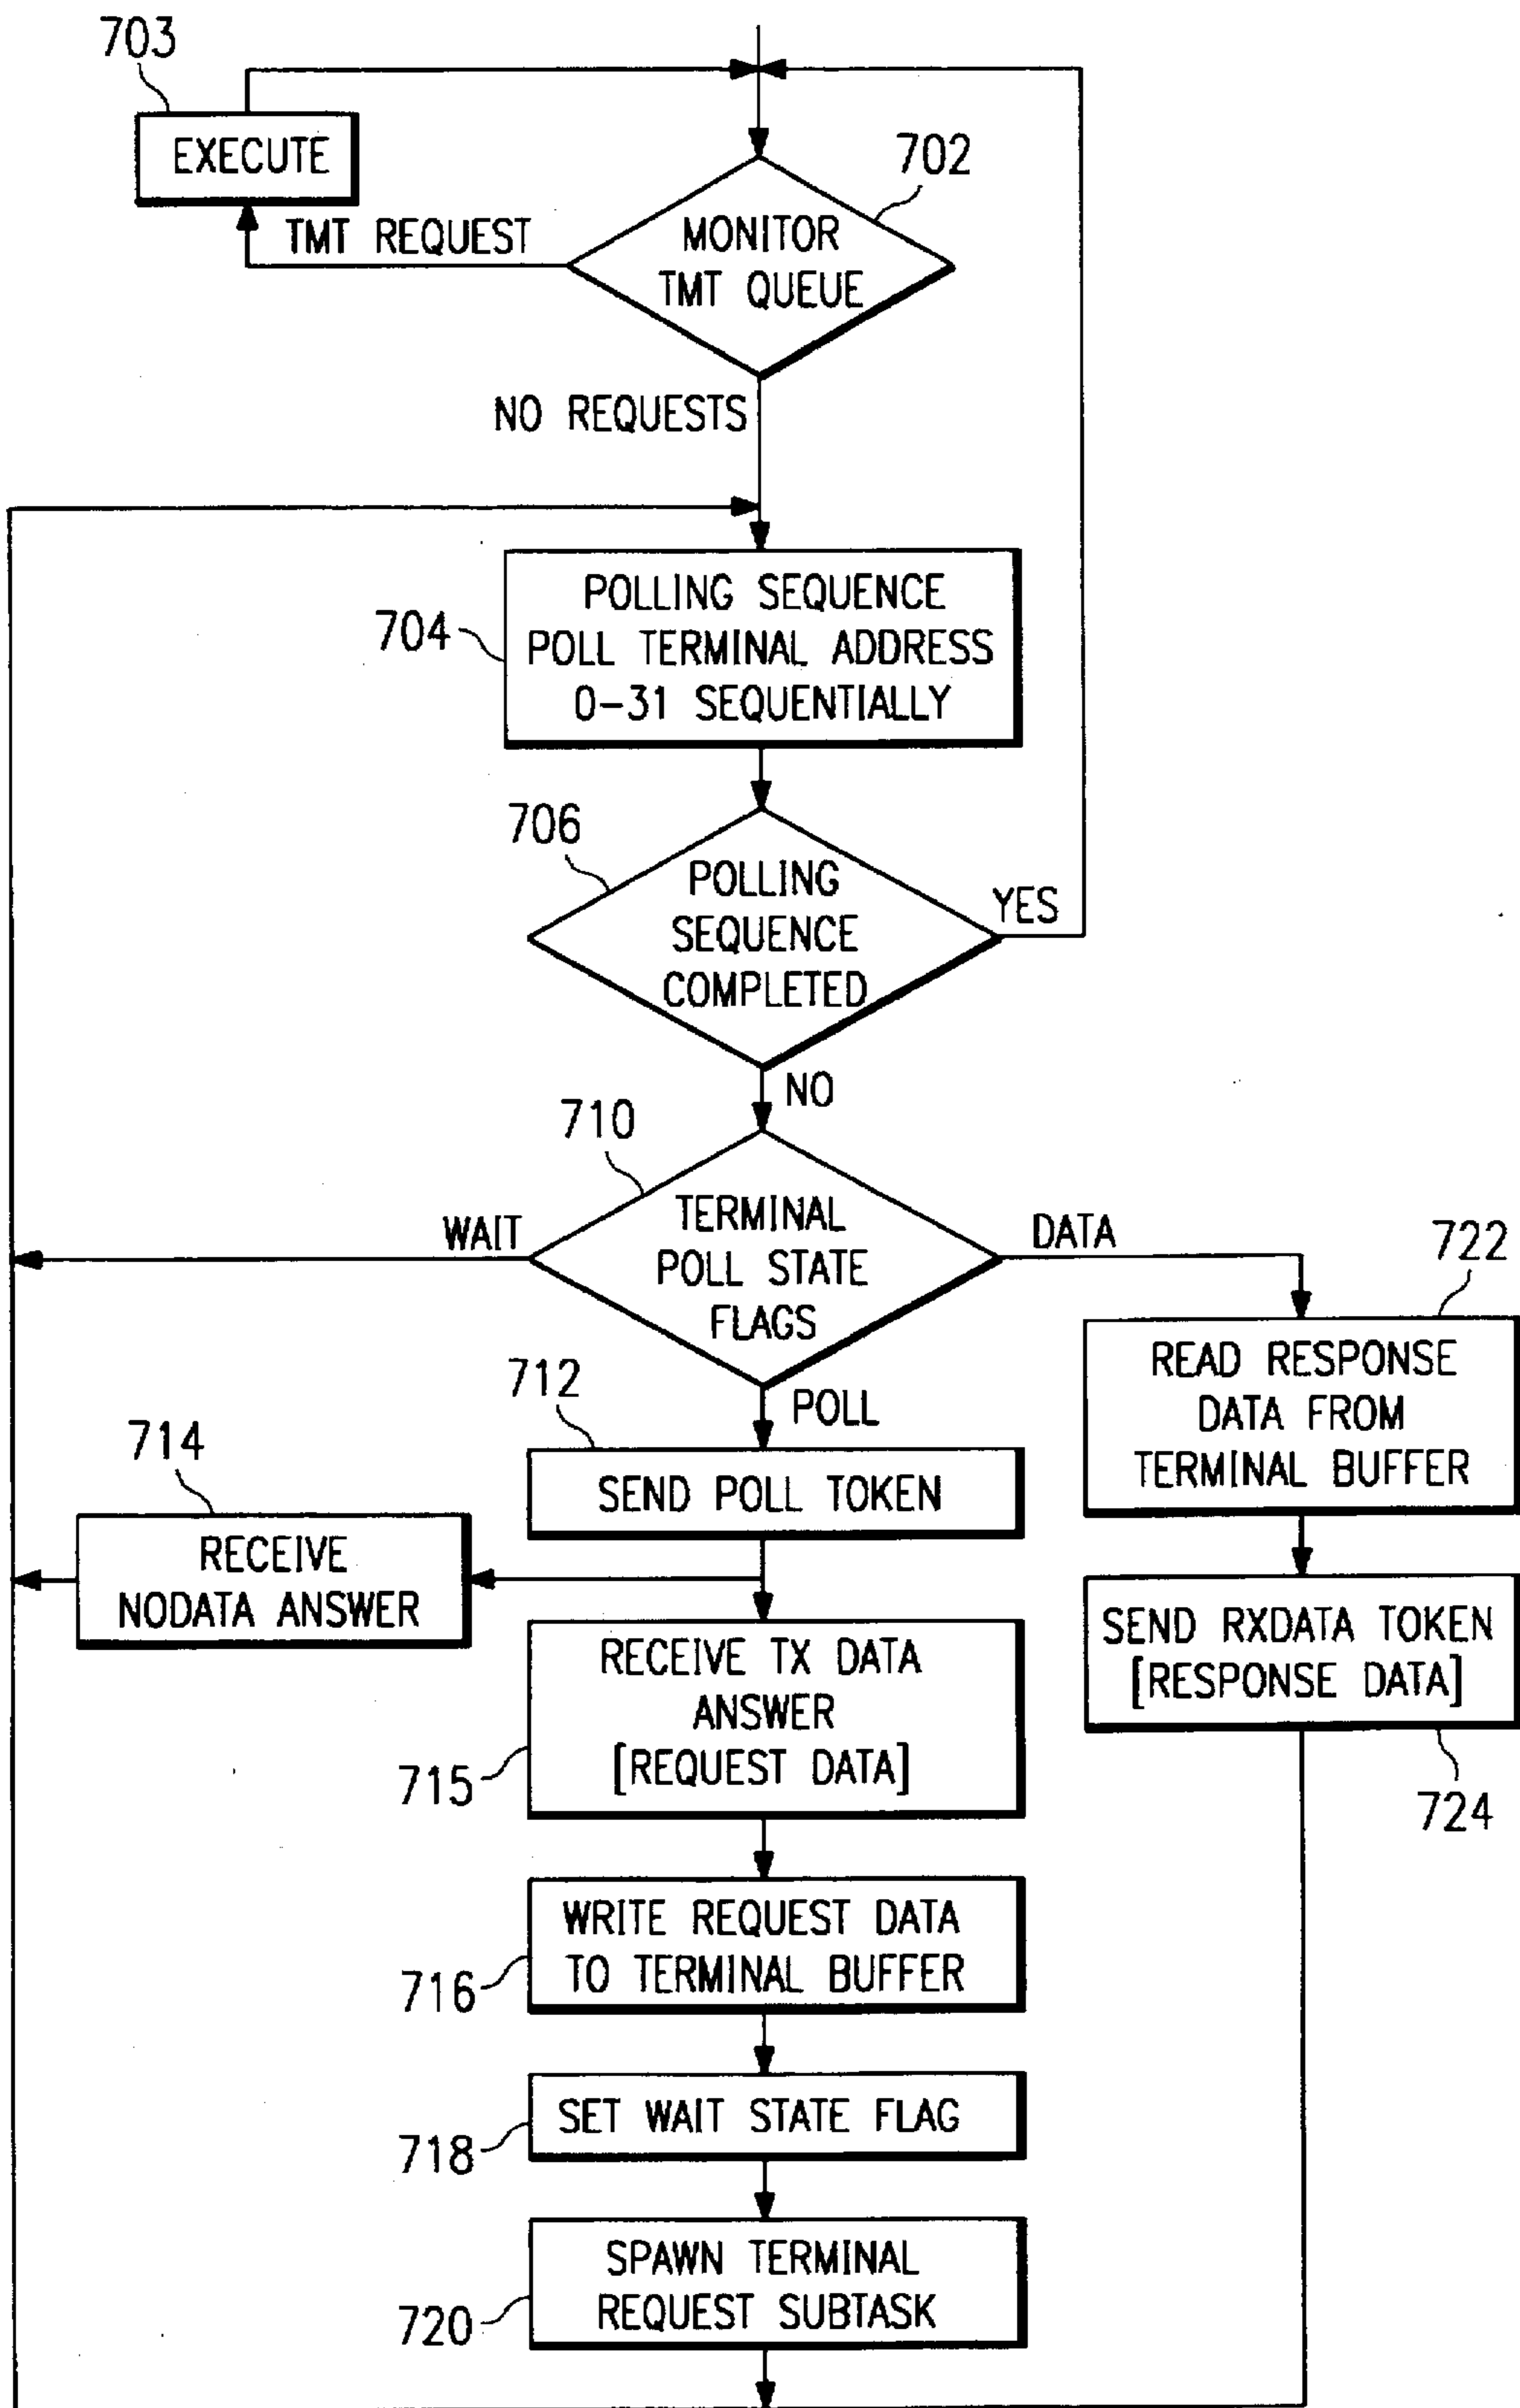 703
EXECUTE
702
TMT REQUEST
MONITOR
TMT QUEUE
NO REQUESTS
704
POLLING SEQUENCE
POLL TERMINAL ADDRESS
0-31 SEQUENTIALLY
706
POLLING
SEQUENCE
COMPLETED
YES
NO
710
WAIT
TERMINAL
POLL STATE
FLAGS
DATA
722
READ RESPONSE
DATA FROM
TERMINAL BUFFER
POLL
712
SEND POLL TOKEN
714
RECEIVE
NODATA ANSWER
SEND RXDATA TOKEN
[RESPONSE DATA]
724
RECEIVE TX DATA
ANSWER
[REQUEST DATA]
715
WRITE REQUEST DATA
TO TERMINAL BUFFER
716
SET WAIT STATE FLAG
718
SPAWN TERMINAL
REQUEST SUBTASK
720